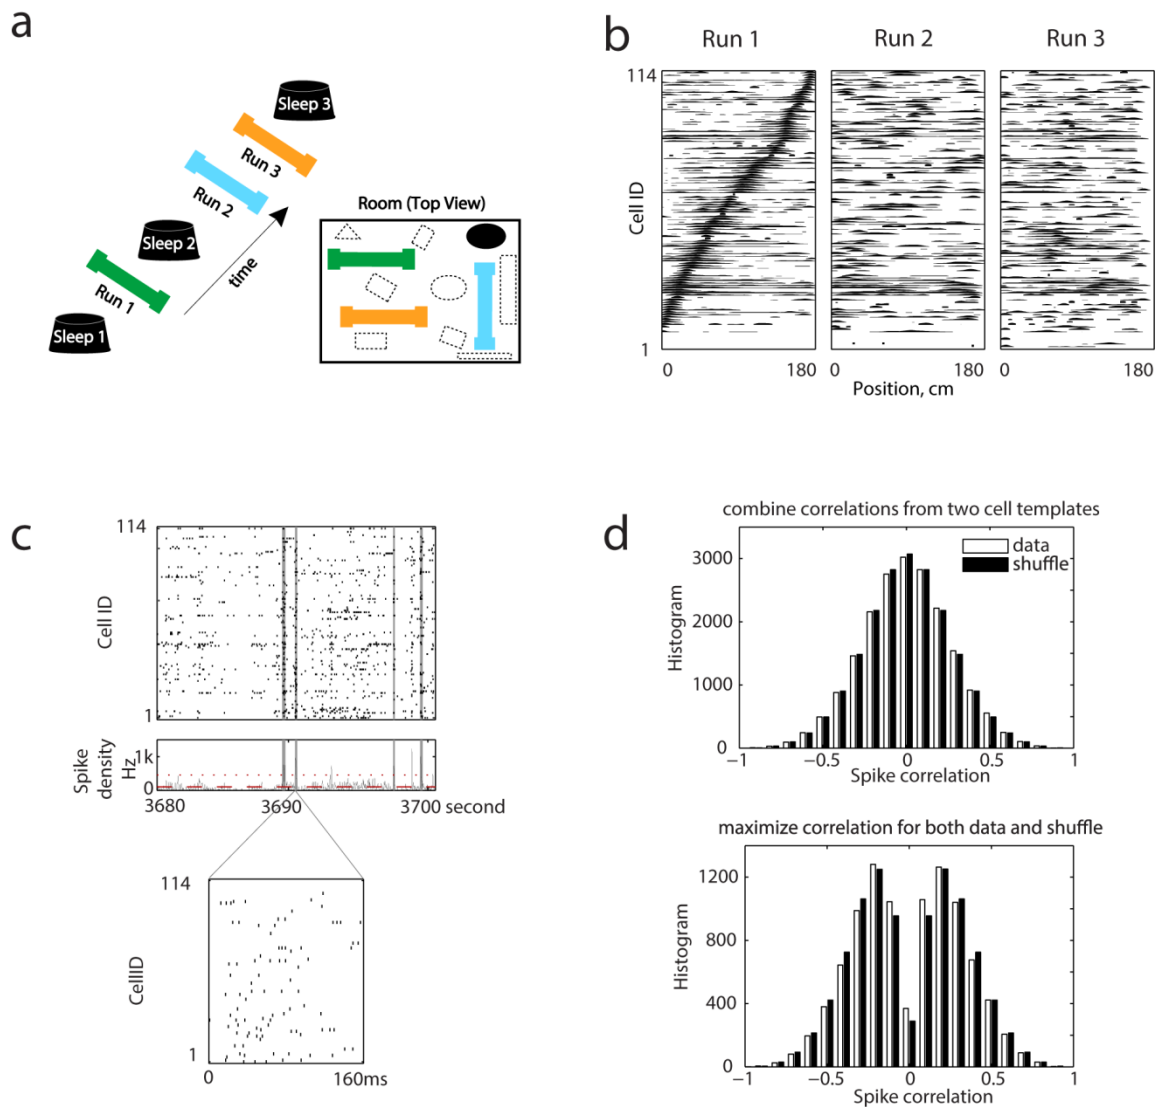 a
Sleep 3
Run 3
Run 2
Sleep 2
time
Run 1
Sleep 1
Room (Top View)
b
Run 1 Run 2 Run 3
114
Cell ID
1
0 180 0 180 0 180
Position, cm
c
114
Cell ID
1
Spike density Hz
1k
0
3680 3690 3700 second
114
CellID
1
0 160ms
d
combine correlations from two cell templates
data
shuffle
3000
2000
1000
0
Histogram
−1 −0.5 0 0.5 1
Spike correlation
maximize correlation for both data and shuffle
1200
800
400
0
Histogram
−1 −0.5 0 0.5 1
Spike correlation